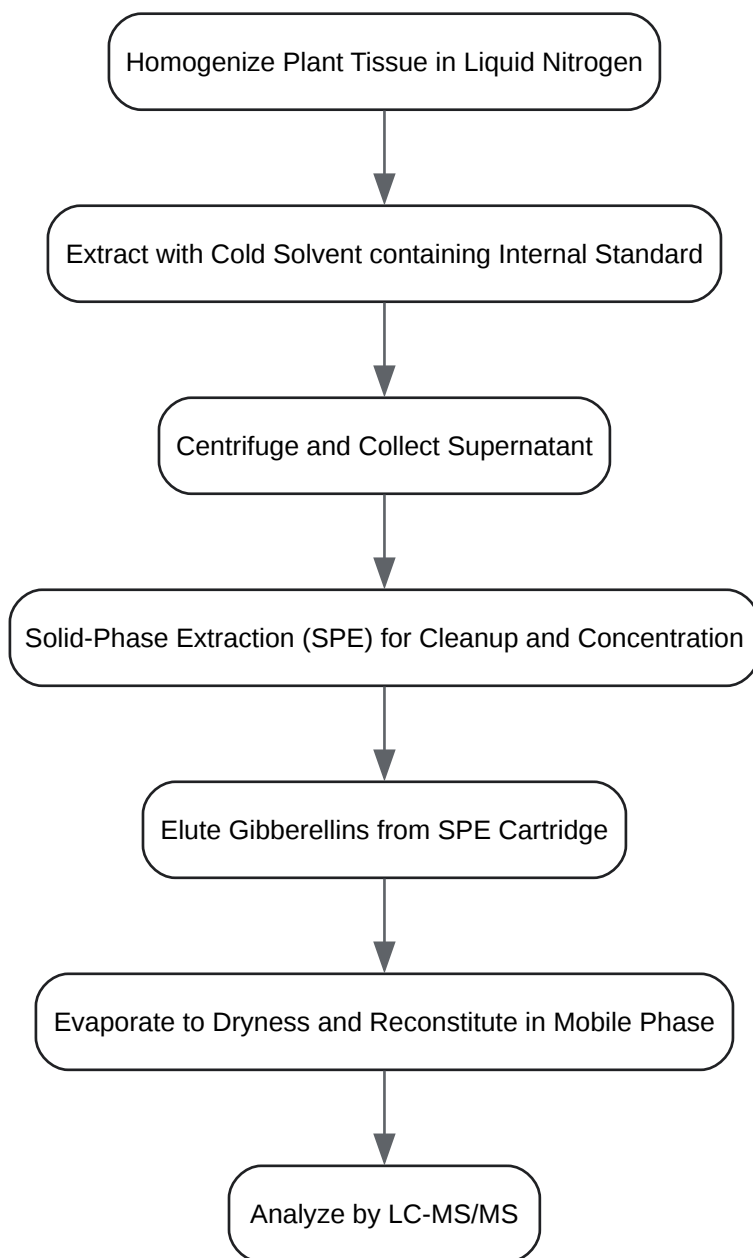 Homogenize Plant Tissue in Liquid Nitrogen
Extract with Cold Solvent containing Internal Standard
Centrifuge and Collect Supernatant
Solid-Phase Extraction (SPE) for Cleanup and Concentration
Elute Gibberellins from SPE Cartridge
Evaporate to Dryness and Reconstitute in Mobile Phase
Analyze by LC-MS/MS